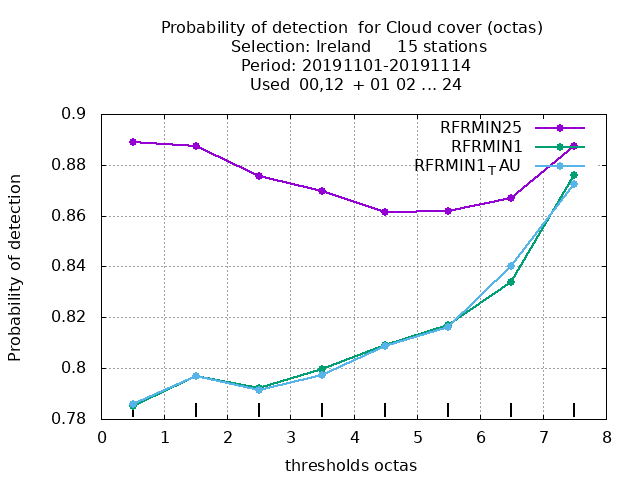 Probability of detection  for Cloud cover (octas)
Selection: Ireland     15 stations
Period: 20191101-20191114
Used  00,12  + 01 02 ... 24
0.9
0.88
0.86
0.84
0.82
0.8
0.78
Probability of detection
RFRMIN25
RFRMIN1
RFRMIN1TAU
0 1 2 3 4 5 6 7 8
thresholds octas